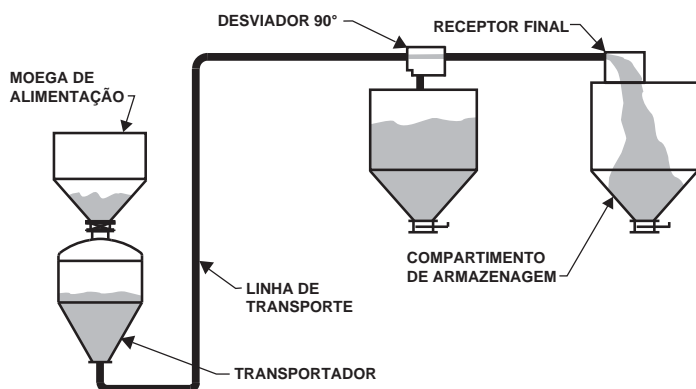 DESVIADOR 90°
RECEPTOR FINAL
MOEGA DE
ALIMENTAÇÃO
COMPARTIMENTO
DE ARMAZENAGEM
LINHA DE
TRANSPORTE
TRANSPORTADOR